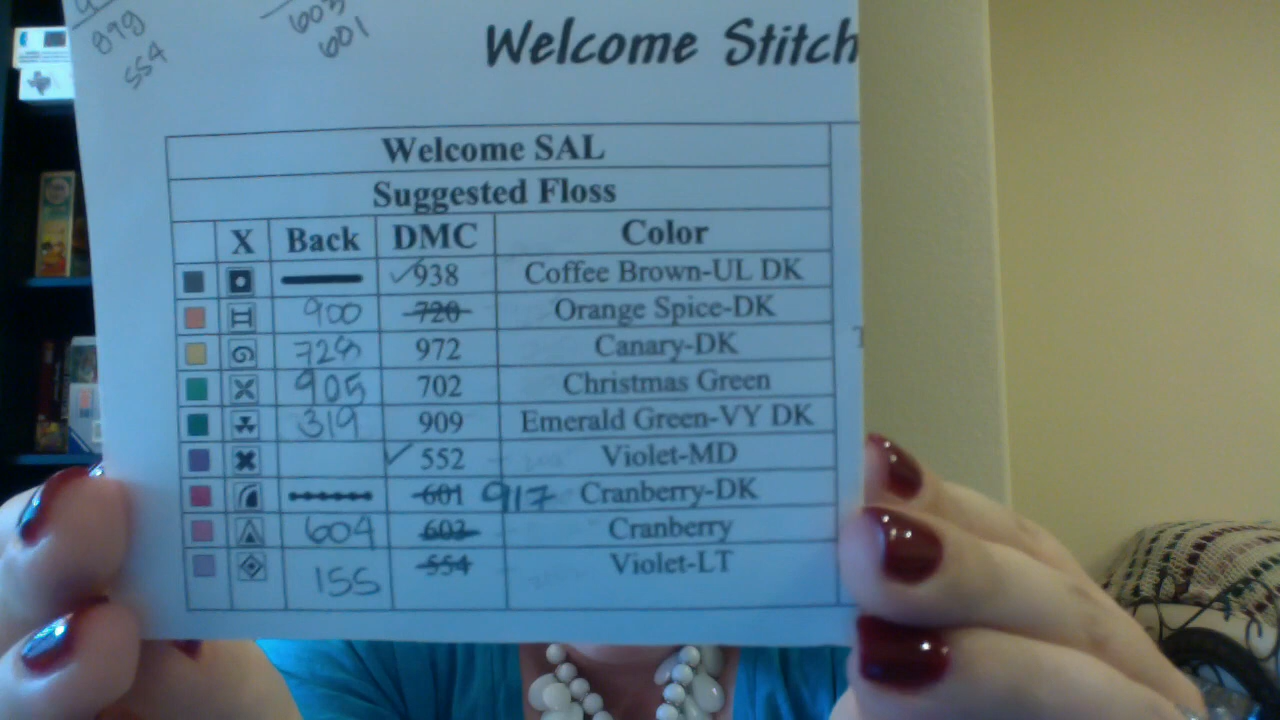 879
554
603
601
Welcome Stitch
Welcome SAL
Suggested Floss
X Back DMC Color
✓938 Coffee Brown-UL DK
900 720 Orange Spice-DK
728 972 Canary-DK
905 702 Christmas Green
319 909 Emerald Green-VY DK
✓552 Violet-MD
601 917 Cranberry-DK
604 603 Cranberry
155 554 Violet-LT